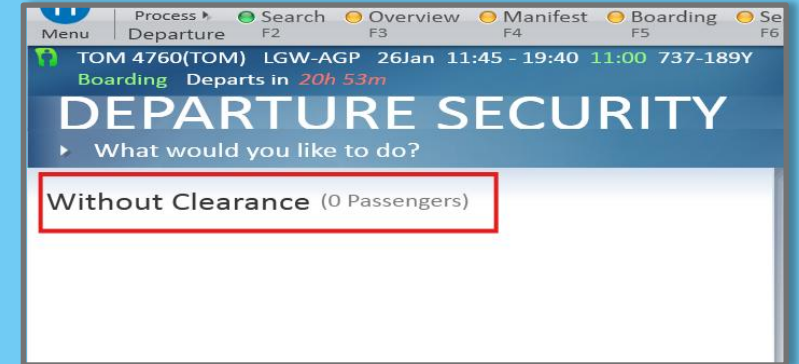 Process Search Overview Manifest Boarding Se
Menu Departure F2 F3 F4 F5 F6
TOM 4760(TOM) LGW-AGP 26Jan 11:45 - 19:40 11:00 737-189Y
Boarding Departs in 20h 53m
DEPARTURE SECURITY
What would you like to do?
Without Clearance (0 Passengers)